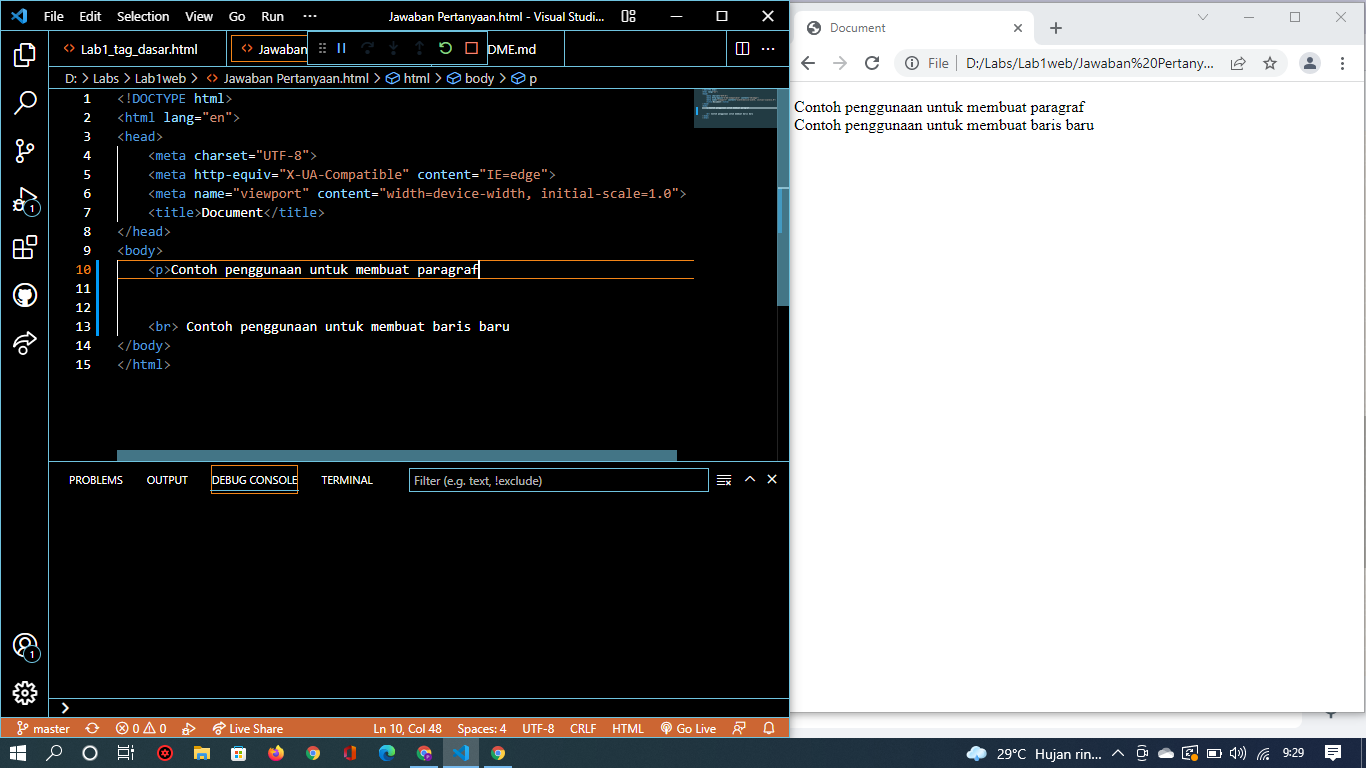 File Edit Selection View Go Run ··· Jawaban Pertanyaan.html - Visual Studi...
Lab1_tag_dasar.html Jawaban DME.md
D: > Labs > Lab1web > Jawaban Pertanyaan.html > html > body > p
1 <!DOCTYPE html>
2 <html lang="en">
3 <head>
4 <meta charset="UTF-8">
5 <meta http-equiv="X-UA-Compatible" content="IE=edge">
6 <meta name="viewport" content="width=device-width, initial-scale=1.0">
7 <title>Document</title>
8 </head>
9 <body>
10 <p>Contoh penggunaan untuk membuat paragraf
11
12
13 <br> Contoh penggunaan untuk membuat baris baru
14 </body>
15 </html>
1
PROBLEMS OUTPUT DEBUG CONSOLE TERMINAL Filter (e.g. text, !exclude)
1
master 0 0 Live Share Ln 10, Col 48 Spaces: 4 UTF-8 CRLF HTML Go Live
Document
File D:/Labs/Lab1web/Jawaban%20Pertany...
Contoh penggunaan untuk membuat paragraf
Contoh penggunaan untuk membuat baris baru
29°C Hujan rin... 9:29